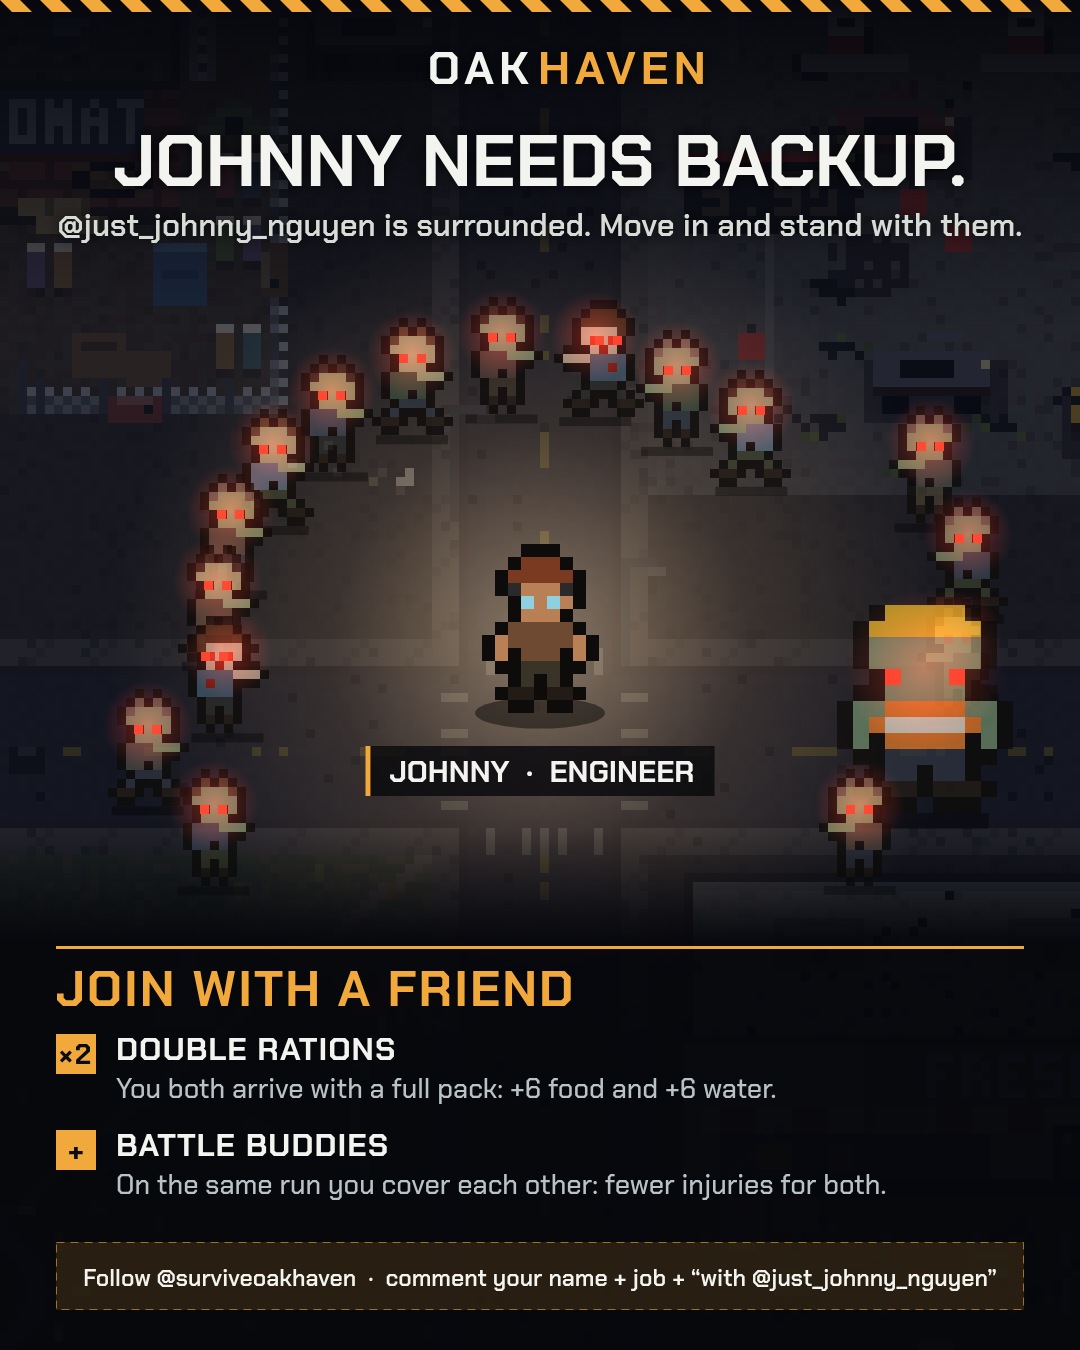 OAKHAVEN
JOHNNY NEEDS BACKUP.
@just_johnny_nguyen is surrounded. Move in and stand with them.
OMAT
JOHNNY · ENGINEER
JOIN WITH A FRIEND
×2 DOUBLE RATIONS
You both arrive with a full pack: +6 food and +6 water.
+ BATTLE BUDDIES
On the same run you cover each other: fewer injuries for both.
Follow @surviveoakhaven · comment your name + job + “with @just_johnny_nguyen”